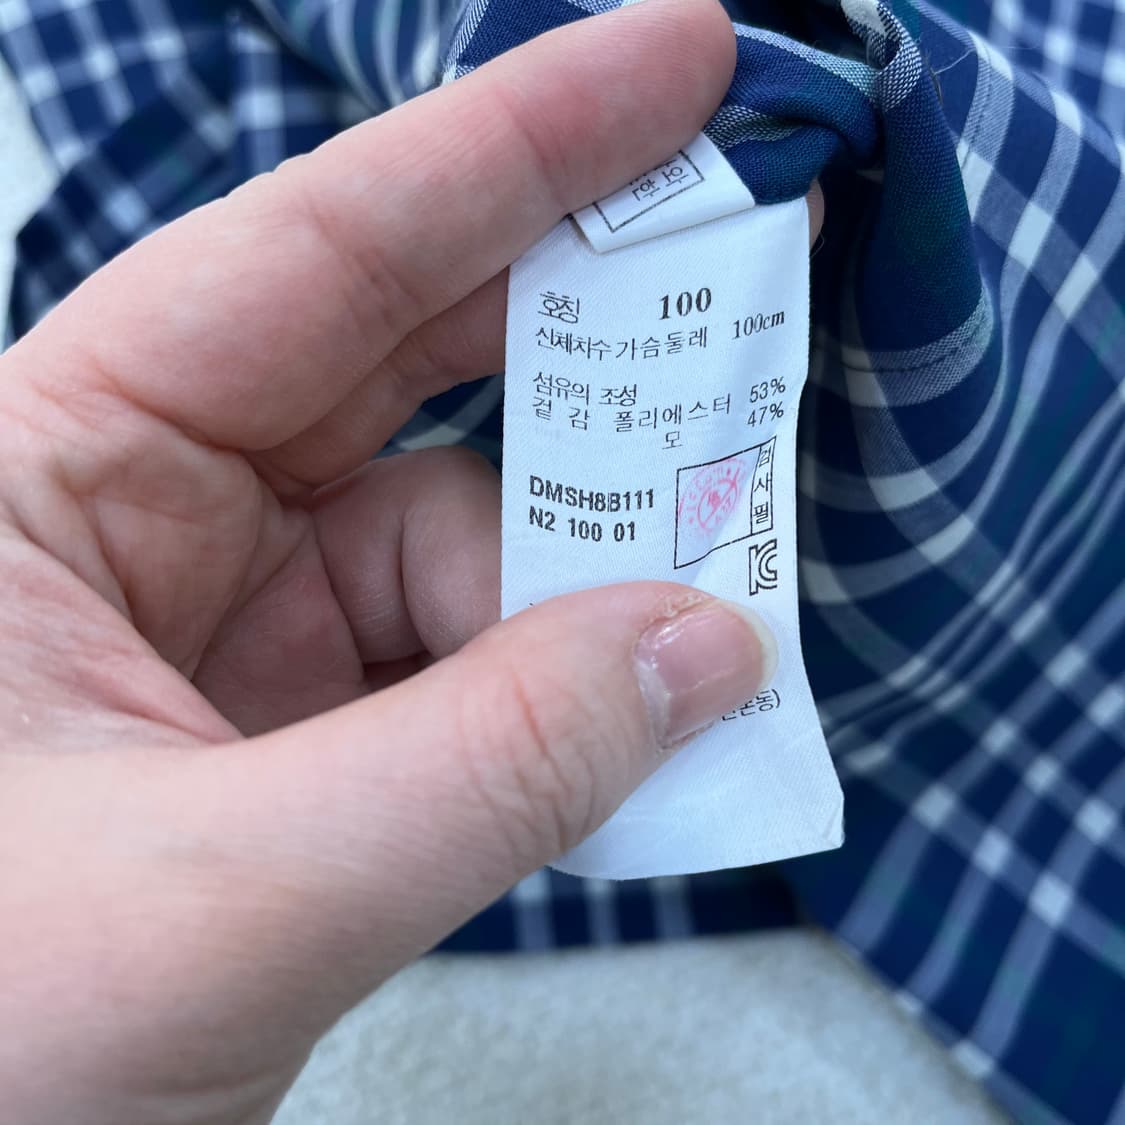 호칭 100
신체치수가슴둘레 100cm
섬유의 조성
겉 감 폴리에스터 53%
모 47%
DMSH8B111
N2 100 01
검사필